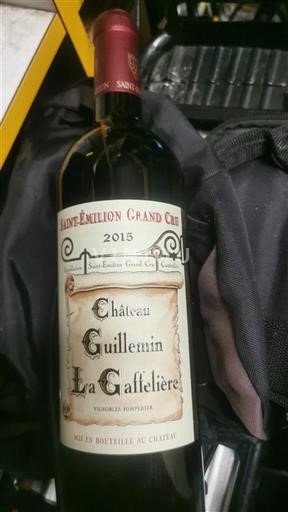 SAINT-ÉMILION GRAND CRU
2015
Appellation Saint-Emilion Grand Cru Contrôlée
Château
Guillemin
La Gaffelière
VIGNOBLES FOMPERIER
MIS EN BOUTEILLE AU CHATEAU